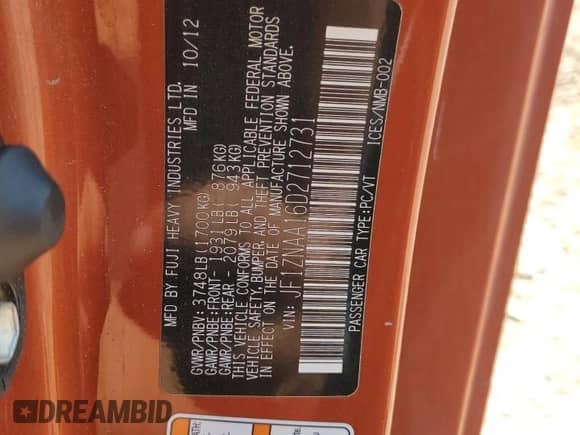 MFD BY FUJI HEAVY INDUSTRIES LTD.
MFD IN 10/12
GVWR/PNBV: 3748LB(1700KG)
GAWR/PNBE:FRONT- 1931LB( 876KG)
GAWR/PNBE:REAR - 2079LB( 943KG)
THIS VEHICLE CONFORMS TO ALL APPLICABLE FEDERAL MOTOR
VEHICLE SAFETY, BUMPER, AND THEFT PREVENTION STANDARDS
IN EFFECT ON THE DATE OF MANUFACTURE SHOWN ABOVE.
VIN: JF1ZNAA16D2712731
ICES/NMB-002
PASSENGER CAR TYPE:PC/VT
DREAMBID